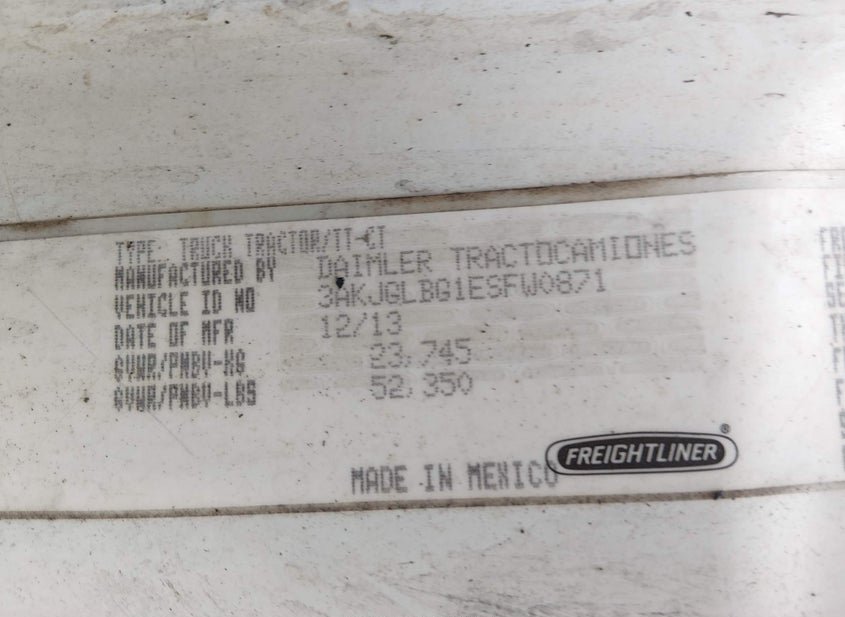 TYPE: TRUCK TRACTOR/TT-CT
MANUFACTURED BY DAIMLER TRACTOCAMIONES
VEHICLE ID NO 3AKJGLBG1ESFW0871
DATE OF MFR 12/13
GVWR/PNBV-KG 23,745
GVWR/PNBV-LBS 52,350
FREIGHTLINER®
MADE IN MEXICO